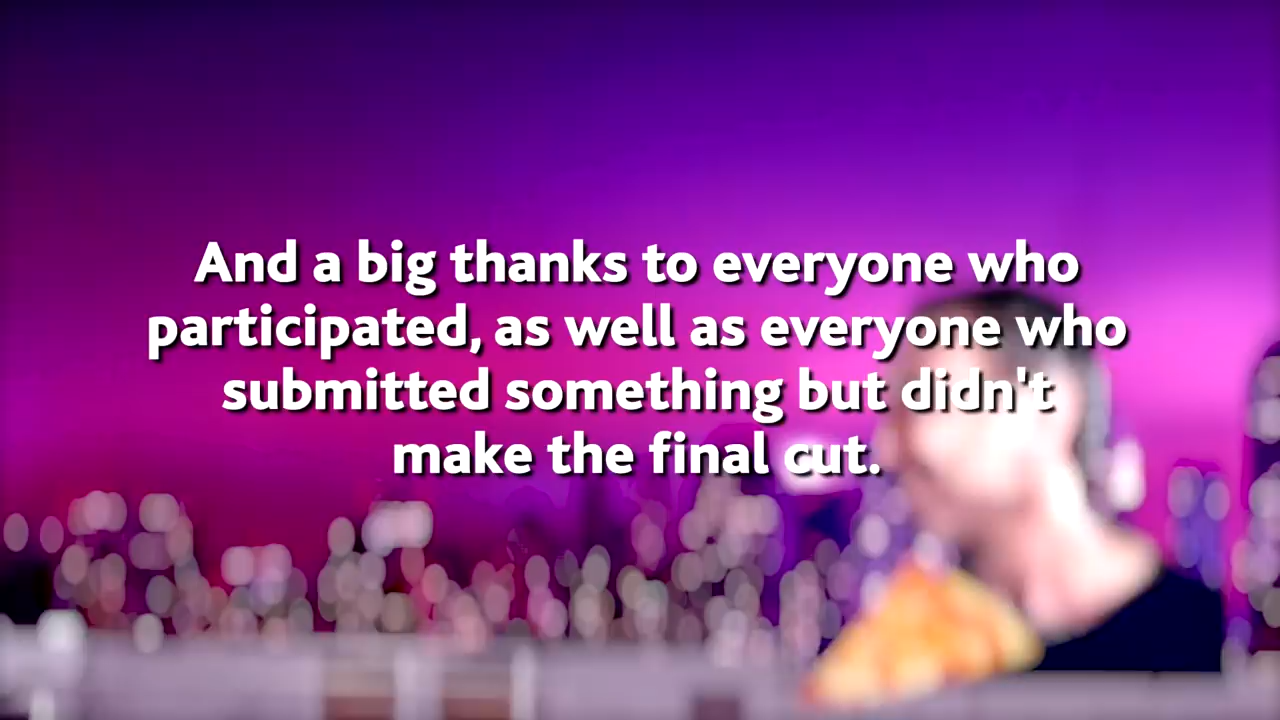 And a big thanks to everyone who
participated, as well as everyone who
submitted something but didn't
make the final cut.